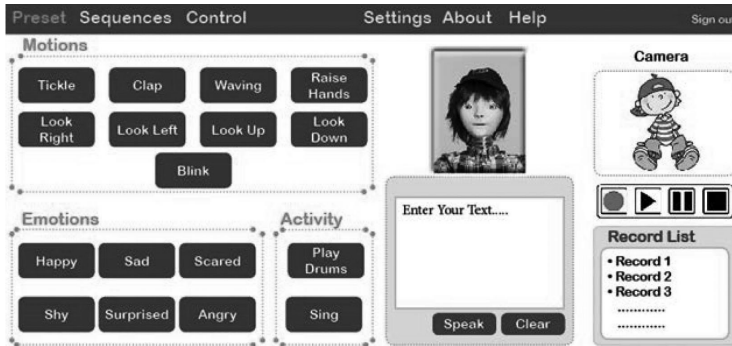 Preset Sequences Control Settings About Help Sign out
Motions
Tickle Clap Waving Raise Hands
Look Right Look Left Look Up Look Down
Blink
Emotions
Happy Sad Scared
Shy Surprised Angry
Activity
Play Drums
Sing
Enter Your Text.....
Speak Clear
Camera
Record List
• Record 1
• Record 2
• Record 3
............
............